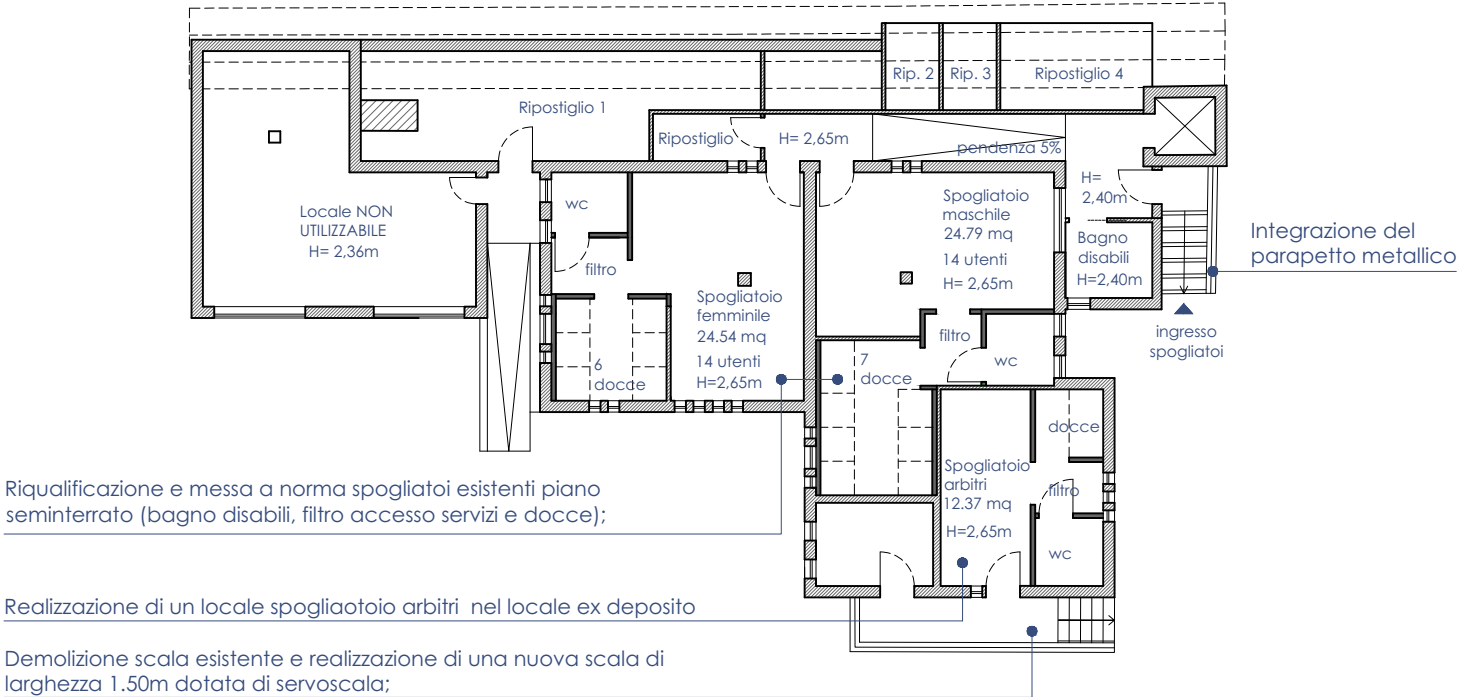 Rip. 2
Rip. 3
Ripostiglio 4
Ripostiglio 1
Ripostiglio
H= 2,65m
pendenza 5%
H=
2,40m
Locale NON
UTILIZZABILE
H= 2,36m
wc
filtro
Spogliatoio
femminile
24.54 mq
14 utenti
H=2,65m
6
docce
Spogliatoio
maschile
24.79 mq
14 utenti
H= 2,65m
Bagno
disabili
H=2,40m
Integrazione del
parapetto metallico
ingresso
spogliatoi
filtro
wc
7
docce
docce
Spogliatoio
arbitri
12.37 mq
H=2,65m
filtro
wc
Riqualificazione e messa a norma spogliatoi esistenti piano
seminterrato (bagno disabili, filtro accesso servizi e docce);
Realizzazione di un locale spogliaotoio arbitri nel locale ex deposito
Demolizione scala esistente e realizzazione di una nuova scala di
larghezza 1.50m dotata di servoscala;